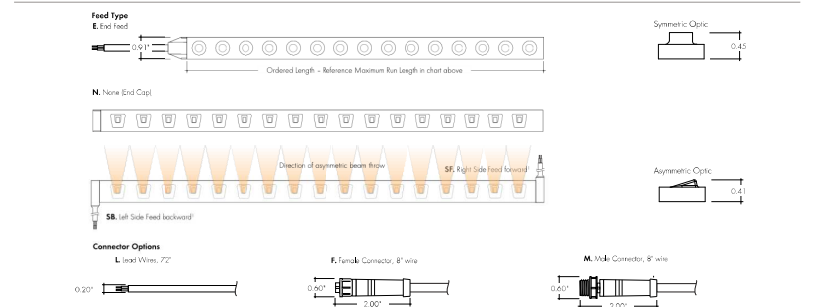 Feed Type
E. End Feed
Symmetric Optic
0.91"
0.45
Ordered Length – Reference Maximum Run Length in chart above
N. None (End Cap)
Direction of asymmetric beam throw
SF. Right Side Feed forward¹
Asymmetric Optic
0.41
SB. Left Side Feed backward¹
Connector Options
L. Lead Wires, 72"
F. Female Connector, 8" wire
M. Male Connector, 8" wire
0.20"
0.60"
0.60"
2.00"
2.00"